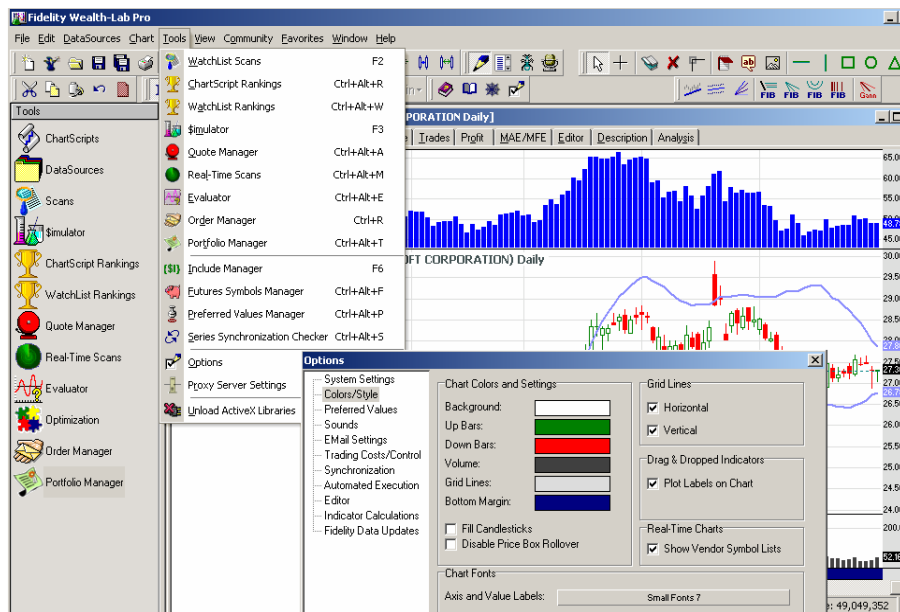 Fidelity Wealth-Lab Pro
File Edit DataSources Chart Tools View Community Favorites Window Help
FIB FIB FIB FIB Gann
Tools
ChartScripts
DataSources
Scans
$imulator
ChartScript Rankings
WatchList Rankings
Quote Manager
Real-Time Scans
Evaluator
Optimization
Order Manager
Portfolio Manager
WatchList Scans F2
ChartScript Rankings Ctrl+Alt+R
WatchList Rankings Ctrl+Alt+W
$imulator F3
Quote Manager Ctrl+Alt+A
Real-Time Scans Ctrl+Alt+M
Evaluator Ctrl+Alt+E
Order Manager Ctrl+R
Portfolio Manager Ctrl+Alt+T
{$I} Include Manager F6
Futures Symbols Manager Ctrl+Alt+F
Preferred Values Manager Ctrl+Alt+P
Series Synchronization Checker Ctrl+Alt+S
Options
Proxy Server Settings
Unload ActiveX Libraries
PORATION Daily]
Trades Profit MAE/MFE Editor Description Analysis
65.00
60.00
55.00
50.00
48.79
45.00
OFT CORPORATION) Daily
30.00
29.50
29.00
28.50
28.00
27.50
27.00
26.50
26.00
25.50
25.00
24.50
24.00
200.00
52.16
Options
System Settings
Colors/Style
Preferred Values
Sounds
EMail Settings
Trading Costs/Control
Synchronization
Automated Execution
Editor
Indicator Calculations
Fidelity Data Updates
Chart Colors and Settings
Background:
Up Bars:
Down Bars:
Volume:
Grid Lines:
Bottom Margin:
Fill Candlesticks
Disable Price Box Rollover
Chart Fonts
Axis and Value Labels: Small Fonts 7
Grid Lines
Horizontal
Vertical
Drag & Dropped Indicators
Plot Labels on Chart
Real-Time Charts
Show Vendor Symbol Lists
e: 49,049,352